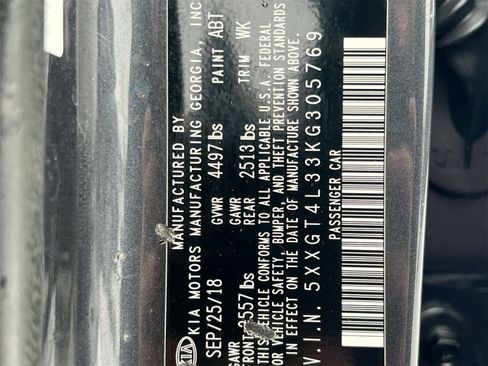 MANUFACTURED BY
KIA KIA MOTORS MANUFACTURING GEORGIA, INC
SEP/25/18 GVWR 4497lbs PAINT ABT
GAWR FRONT 2557lbs GAWR REAR 2513lbs TRIM WK
THIS VEHICLE CONFORMS TO ALL APPLICABLE U.S.A. FEDERAL
MOTOR VEHICLE SAFETY, BUMPER, AND THEFT PREVENTION STANDARDS
IN EFFECT ON THE DATE OF MANUFACTURE SHOWN ABOVE.
V.I.N. 5XXGT4L33KG305769
PASSENGER CAR